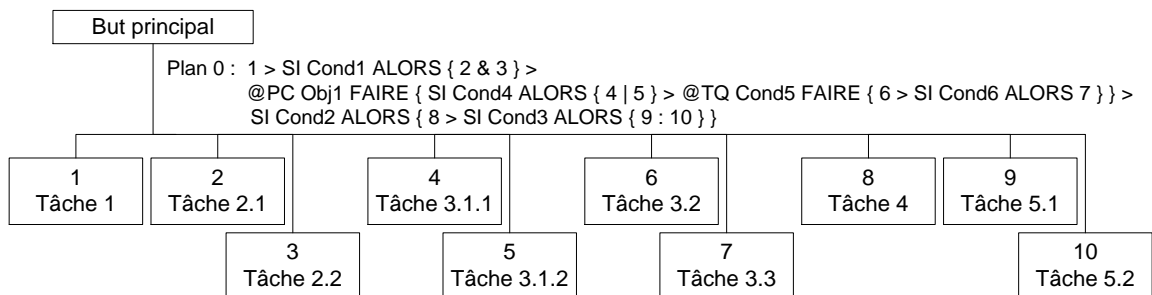 But principal
Plan 0 : 1 > SI Cond1 ALORS { 2 & 3 } >
@PC Obj1 FAIRE { SI Cond4 ALORS { 4 | 5 } > @TQ Cond5 FAIRE { 6 > SI Cond6 ALORS 7 } } >
SI Cond2 ALORS { 8 > SI Cond3 ALORS { 9 : 10 } }
1
Tâche 1
2
Tâche 2.1
4
Tâche 3.1.1
6
Tâche 3.2
8
Tâche 4
9
Tâche 5.1
3
Tâche 2.2
5
Tâche 3.1.2
7
Tâche 3.3
10
Tâche 5.2